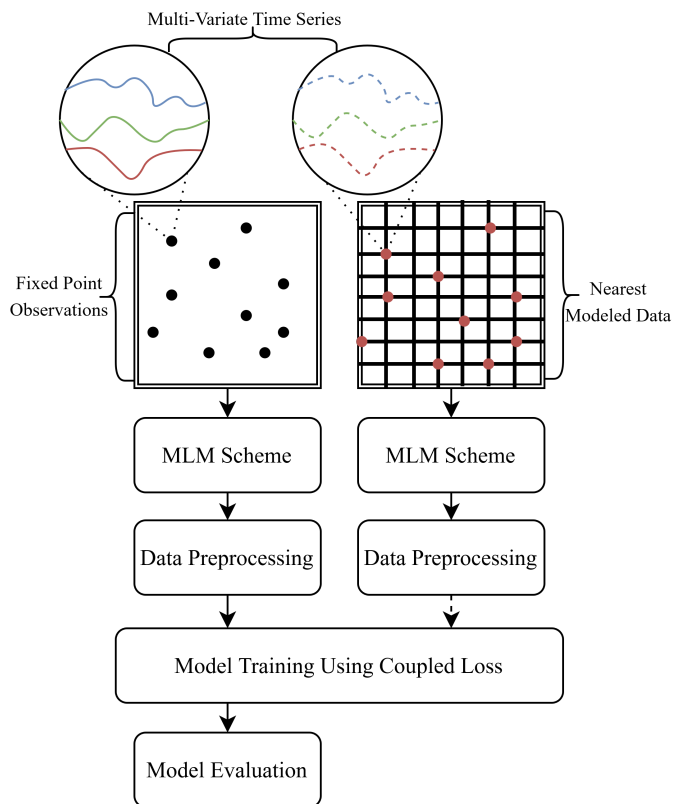 Multi-Variate Time Series
Fixed Point
Observations
Nearest
Modeled Data
MLM Scheme
MLM Scheme
Data Preprocessing
Data Preprocessing
Model Training Using Coupled Loss
Model Evaluation